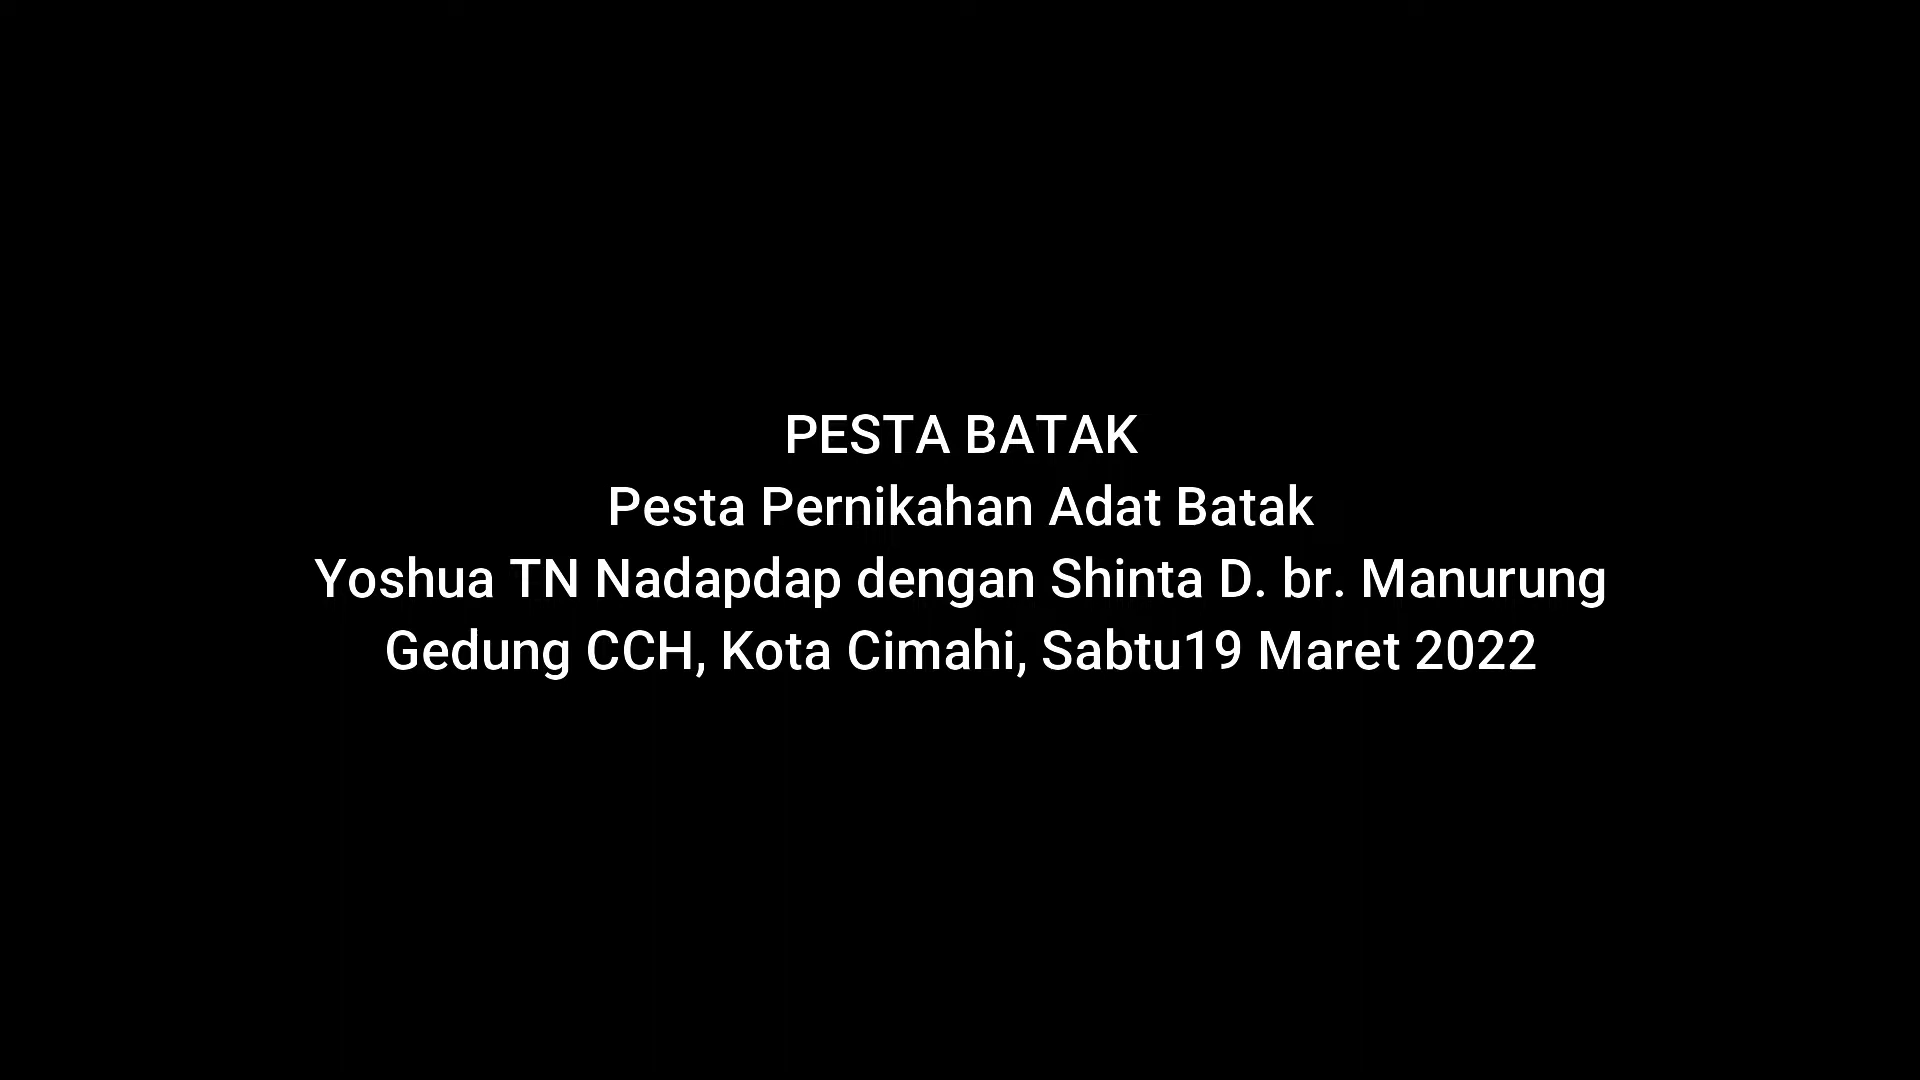 PESTA BATAK
Pesta Pernikahan Adat Batak
Yoshua TN Nadapdap dengan Shinta D. br. Manurung
Gedung CCH, Kota Cimahi, Sabtu19 Maret 2022